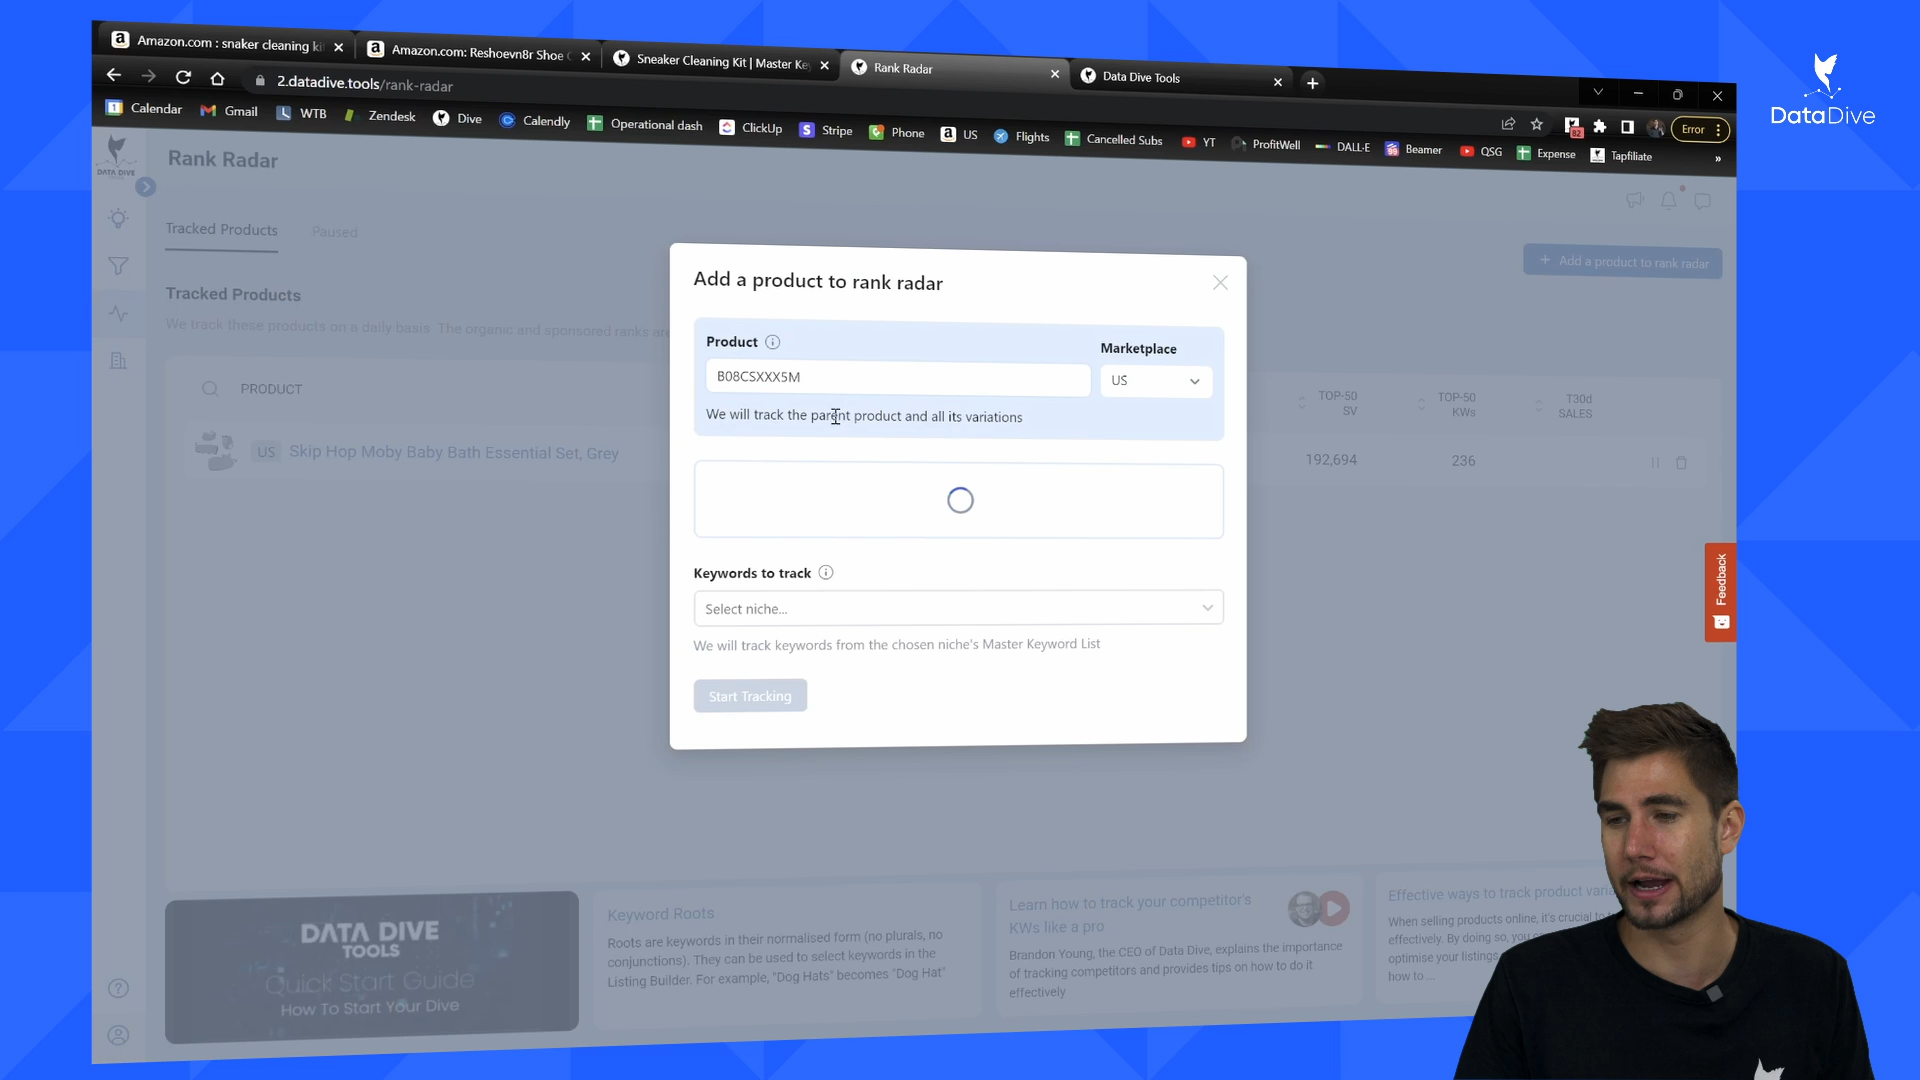 Amazon.com : snaker cleaning ki
Amazon.com: Reshoevn8r Shoe
Sneaker Cleaning Kit | Master Ke
Rank Radar
Data Dive Tools
2.datadive.tools/rank-radar
Calendar
Gmail
WTB
Zendesk
Dive
Calendly
Operational dash
ClickUp
Stripe
Phone
US
Flights
Cancelled Subs
YT
ProfitWell
DALL·E
Beamer
QSG
Expense
Tapfiliate
82
Error
DataDive
DATA DIVE
Rank Radar
Tracked Products
Paused
+ Add a product to rank radar
Tracked Products
We track these products on a daily basis. The organic and sponsored ranks are
PRODUCT
TOP-50
SV
TOP-50
KWs
T30d
SALES
US Skip Hop Moby Baby Bath Essential Set, Grey
192,694
236
Add a product to rank radar
Product
Marketplace
B08CSXXX5M
US
We will track the parent product and all its variations
Keywords to track
Select niche...
We will track keywords from the chosen niche's Master Keyword List
Start Tracking
Feedback
DATA DIVE
TOOLS
Quick Start Guide
How To Start Your Dive
Keyword Roots
Roots are keywords in their normalised form (no plurals, no
conjunctions). They can be used to select keywords in the
Listing Builder. For example, "Dog Hats" becomes "Dog Hat"
Learn how to track your competitor's
KWs like a pro
Brandon Young, the CEO of Data Dive, explains the importance
of tracking competitors and provides tips on how to do it
effectively
Effective ways to track product varia
When selling products online, it's crucial to
effectively. By doing so, you
optimise your listings
how to ...